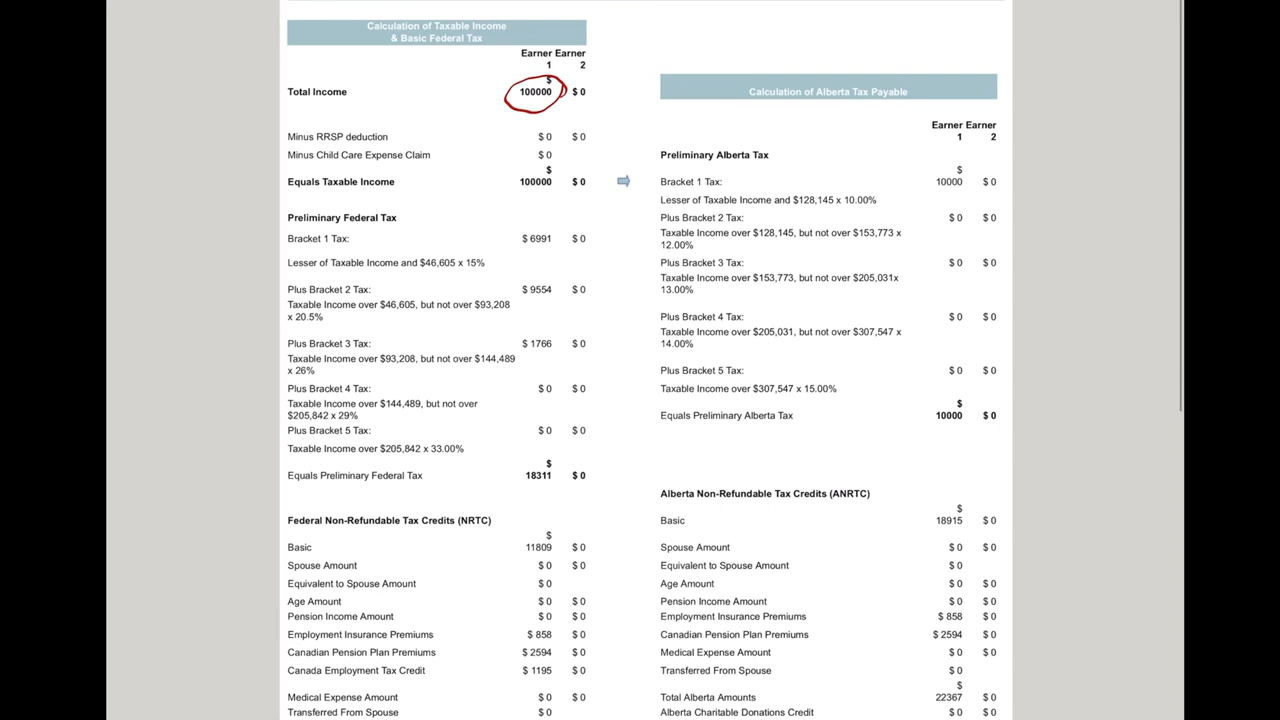 Calculation of Taxable Income
& Basic Federal Tax
Earner Earner
1 2
$
Total Income 100000 $ 0
Minus RRSP deduction $ 0 $ 0
Minus Child Care Expense Claim $ 0
$
Equals Taxable Income 100000 $ 0
Preliminary Federal Tax
Bracket 1 Tax: $ 6991 $ 0
Lesser of Taxable Income and $46,605 x 15%
Plus Bracket 2 Tax: $ 9554 $ 0
Taxable Income over $46,605, but not over $93,208
x 20.5%
Plus Bracket 3 Tax: $ 1766 $ 0
Taxable Income over $93,208, but not over $144,489
x 26%
Plus Bracket 4 Tax: $ 0 $ 0
Taxable Income over $144,489, but not over
$205,842 x 29%
Plus Bracket 5 Tax: $ 0 $ 0
Taxable Income over $205,842 x 33.00%
$
Equals Preliminary Federal Tax 18311 $ 0
Federal Non-Refundable Tax Credits (NRTC)
$
Basic 11809 $ 0
Spouse Amount $ 0 $ 0
Equivalent to Spouse Amount $ 0
Age Amount $ 0 $ 0
Pension Income Amount $ 0 $ 0
Employment Insurance Premiums $ 858 $ 0
Canadian Pension Plan Premiums $ 2594 $ 0
Canada Employment Tax Credit $ 1195 $ 0
Medical Expense Amount $ 0 $ 0
Transferred From Spouse $ 0
Calculation of Alberta Tax Payable
Earner Earner
1 2
Preliminary Alberta Tax
$
Bracket 1 Tax: 10000 $ 0
Lesser of Taxable Income and $128,145 x 10.00%
Plus Bracket 2 Tax: $ 0 $ 0
Taxable Income over $128,145, but not over $153,773 x
12.00%
Plus Bracket 3 Tax: $ 0 $ 0
Taxable Income over $153,773, but not over $205,031x
13.00%
Plus Bracket 4 Tax: $ 0 $ 0
Taxable Income over $205,031, but not over $307,547 x
14.00%
Plus Bracket 5 Tax: $ 0 $ 0
Taxable Income over $307,547 x 15.00%
$
Equals Preliminary Alberta Tax 10000 $ 0
Alberta Non-Refundable Tax Credits (ANRTC)
$
Basic 18915 $ 0
Spouse Amount $ 0 $ 0
Equivalent to Spouse Amount $ 0
Age Amount $ 0 $ 0
Pension Income Amount $ 0 $ 0
Employment Insurance Premiums $ 858 $ 0
Canadian Pension Plan Premiums $ 2594 $ 0
Medical Expense Amount $ 0 $ 0
Transferred From Spouse $ 0
$
Total Alberta Amounts 22367 $ 0
Alberta Charitable Donations Credit $ 0 $ 0